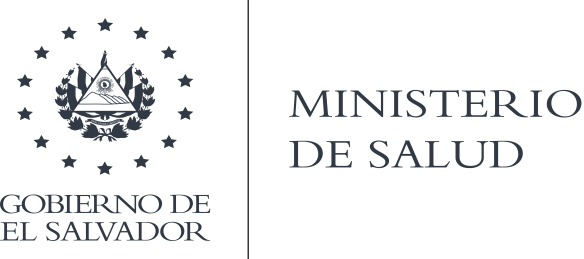 GOBIERNO DE
EL SALVADOR
MINISTERIO
DE SALUD